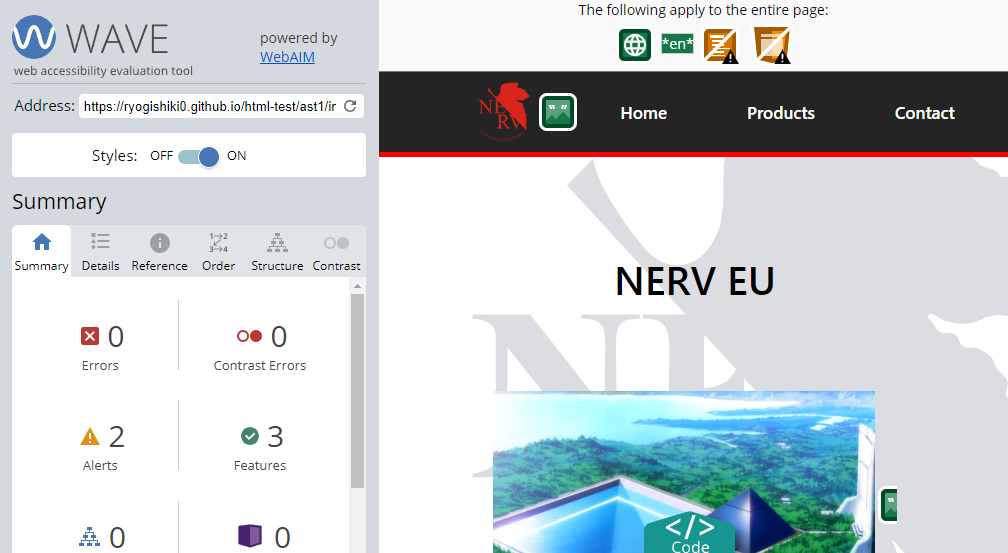 WAVE
web accessibility evaluation tool
powered by
WebAIM
Address: https://ryogishiki0.github.io/html-test/ast1/ir
Styles: OFF ON
Summary
Summary Details Reference Order Structure Contrast
0
Errors
0
Contrast Errors
2
Alerts
3
Features
0
0
The following apply to the entire page:
*en*
NERV
Home Products Contact
NERV EU
</>
Code